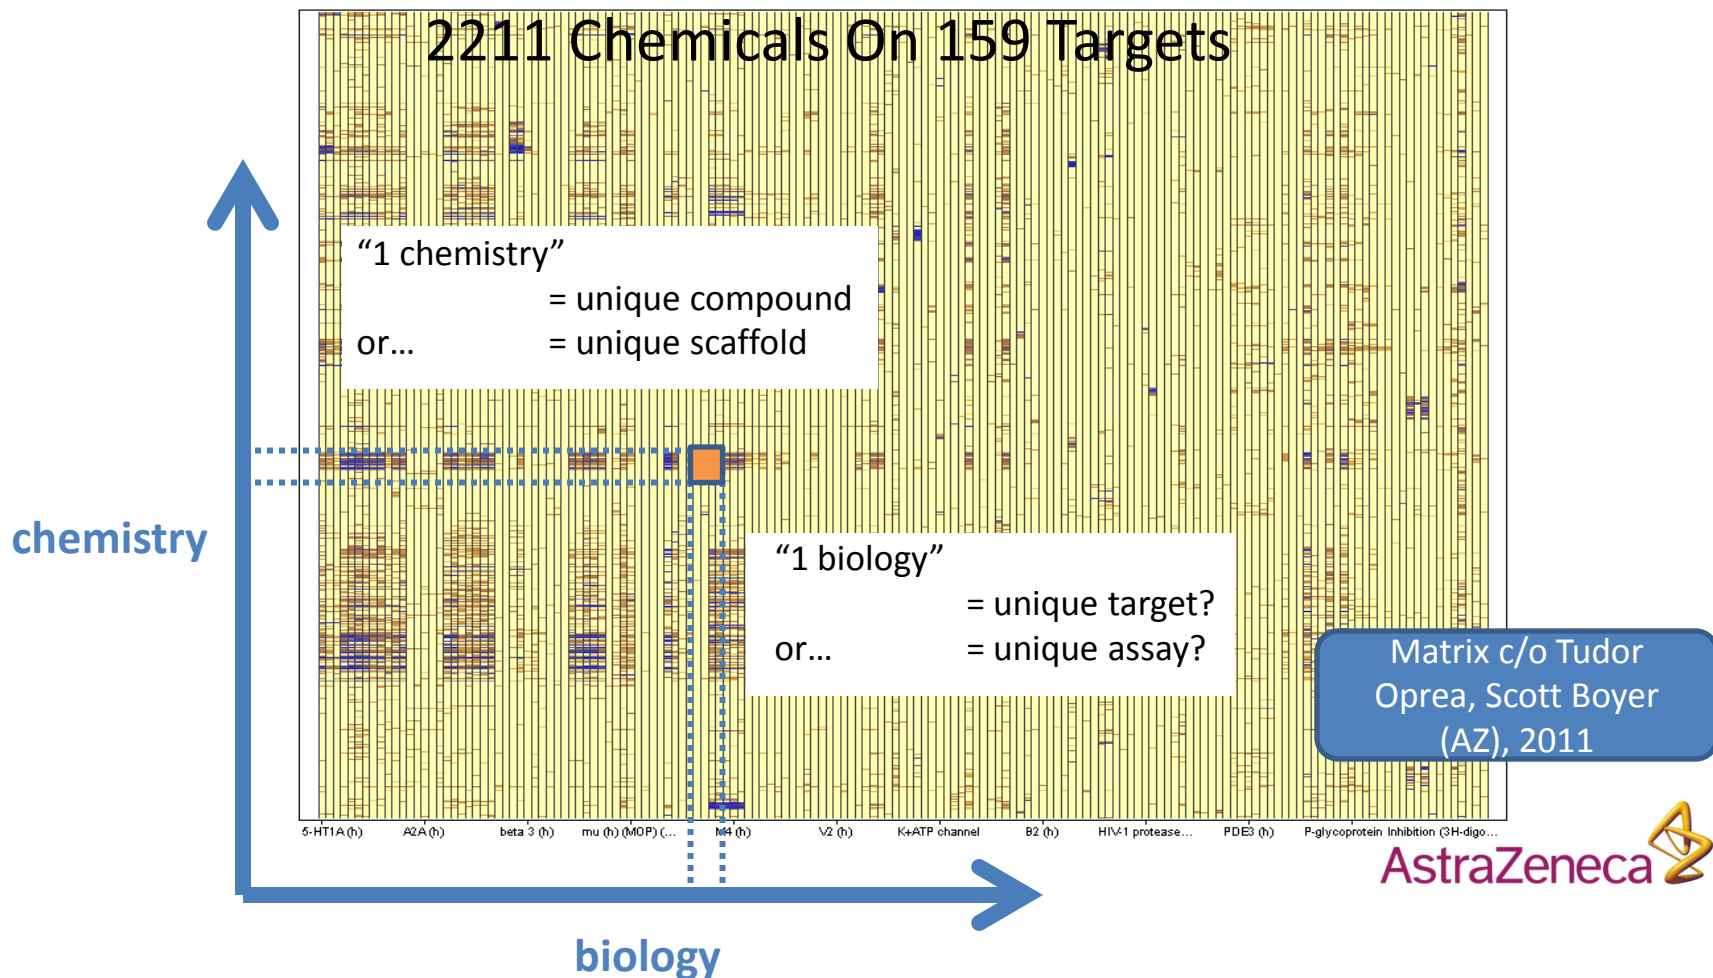 2211 Chemicals On 159 Targets
“1 chemistry”
= unique compound
or... = unique scaffold
chemistry
“1 biology”
= unique target?
or... = unique assay?
Matrix c/o Tudor
Oprea, Scott Boyer
(AZ), 2011
5-HT1A (h) A2A (h) beta 3 (h) mu (h) (MOP) (... M4 (h) V2 (h) K+ATP channel B2 (h) HIV-1 protease... PDE3 (h) P-glycoprotein Inhibition (3H-digo...
AstraZeneca
biology